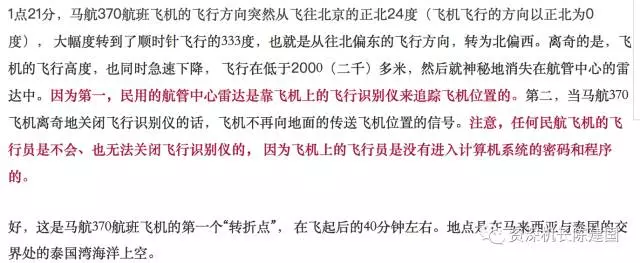 1点21分，马航370航班飞机的飞行方向突然从飞往北京的正北24度（飞机飞行的方向以正北为0
度），大幅度转到了顺时针飞行的333度，也就是从往北偏东的飞行方向，转为北偏西。离奇的是，飞
机的飞行高度，也同时急速下降，飞行在低于2000（二千）多米，然后就神秘地消失在航管中心的雷
达中。因为第一，民用的航管中心雷达是靠飞机上的飞行识别仪来追踪飞机位置的。第二，当马航370
飞机离奇地关闭飞行识别仪的话，飞机不再向地面的传送飞机位置的信号。注意，任何民航飞机的飞
行员是不会、也无法关闭飞行识别仪的，因为飞机上的飞行员是没有进入计算机系统的密码和程序
的。
好，这是马航370航班飞机的第一个“转折点”，在飞起后的40分钟左右。地点是在马来西亚与泰国的交
界处的泰国湾海洋上空。
资深机长陈建国